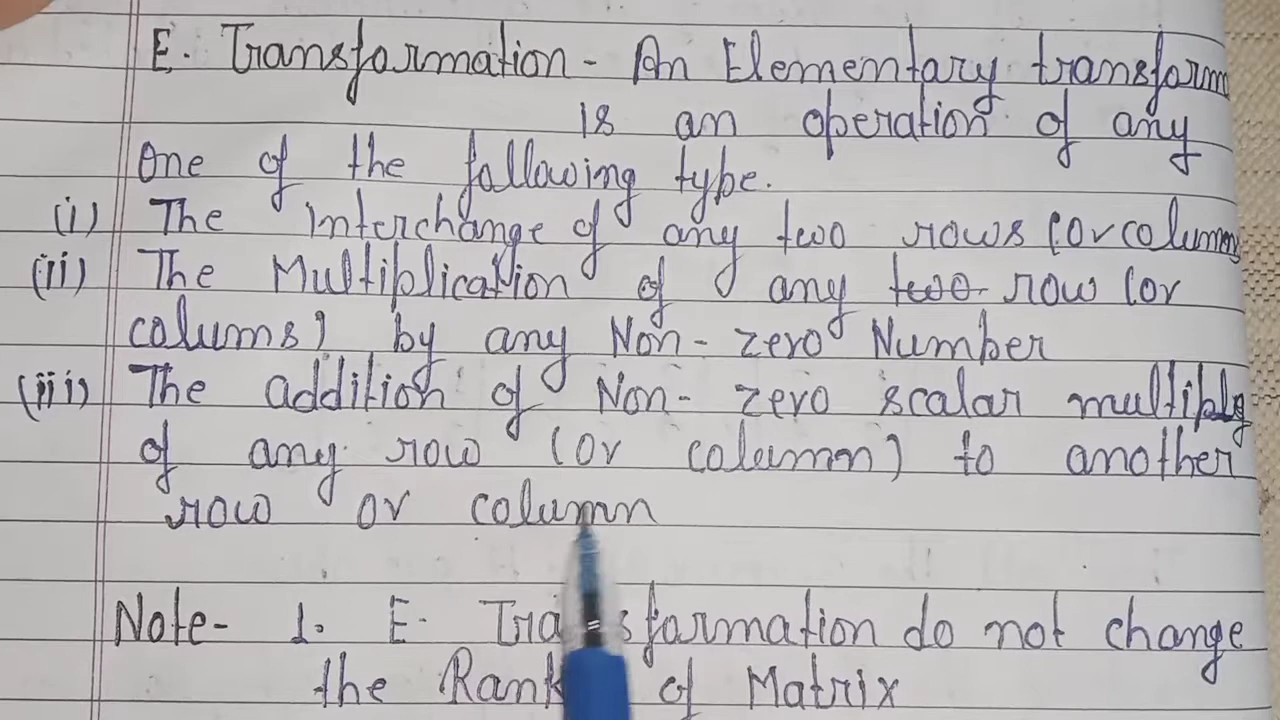 E. Transformation - An Elementary transform
is an operation of any
One of the following type.
(i) The interchange of any two rows (or column
(ii) The Multiplication of any two row (or
colums) by any Non-zero Number
(iii) The addition of Non-zero scalar multiply
of any row (or column) to another
row or column
Note- 1. E. Transformation do not change
the Rank of Matrix